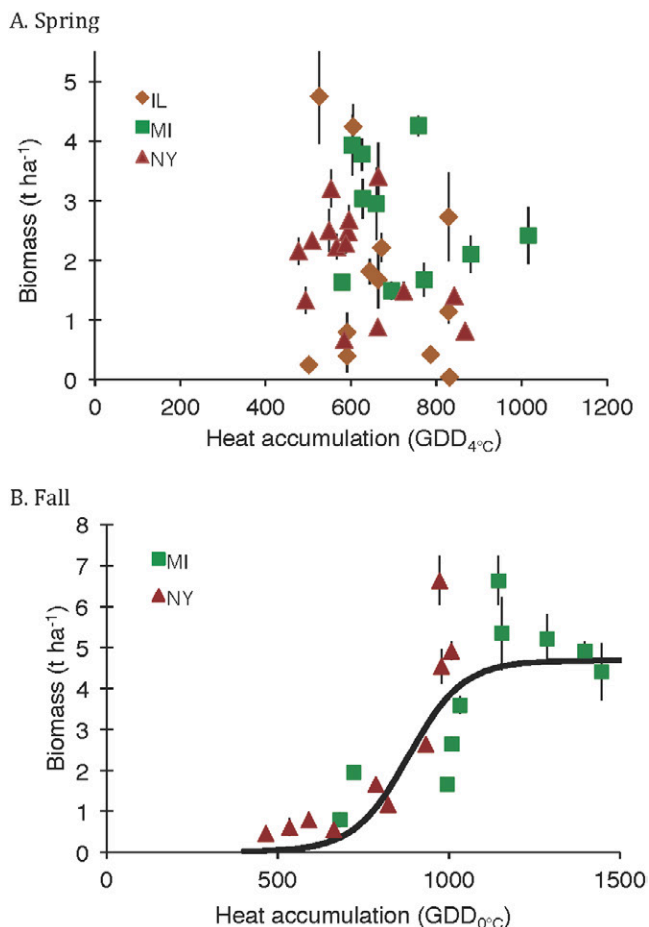 A. Spring
5
4
3
2
1
0
Biomass (t ha⁻¹)
IL
MI
NY
0 200 400 600 800 1000 1200
Heat accumulation (GDD₄°C)
B. Fall
8
7
6
5
4
3
2
1
0
Biomass (t ha⁻¹)
MI
NY
500 1000 1500
Heat accumulation (GDD₀°C)